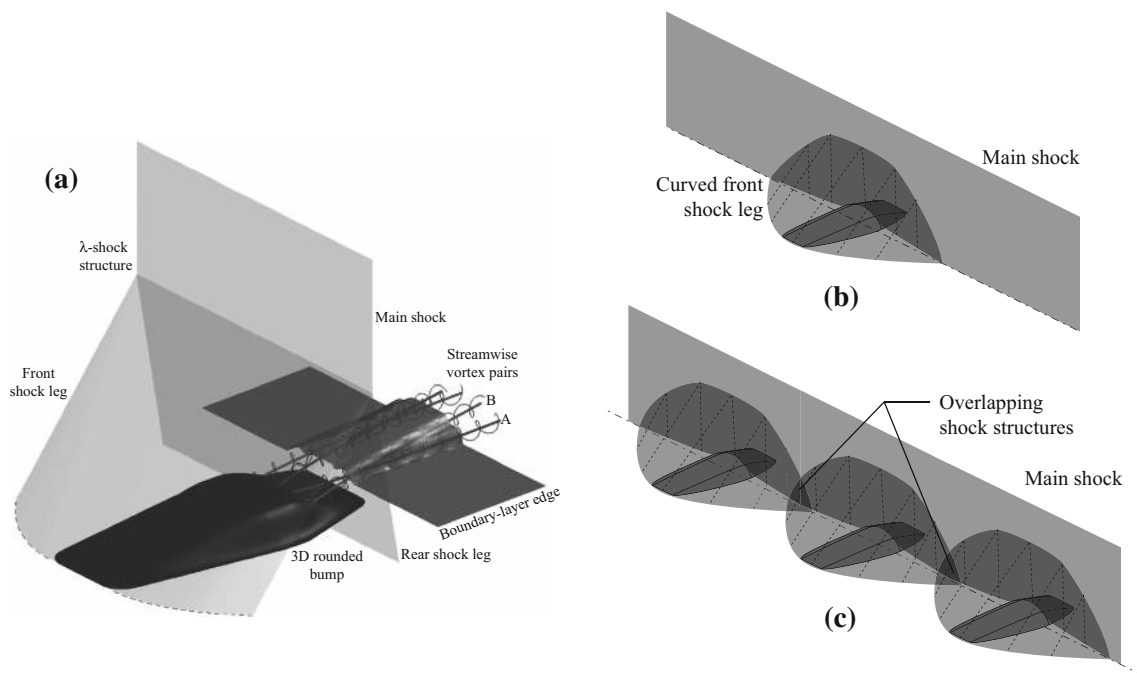 (a)
λ-shock
structure
Main shock
Front
shock leg
Streamwise
vortex pairs
B
A
Boundary-layer edge
Rear shock leg
3D rounded
bump
Main shock
Curved front
shock leg
(b)
Overlapping
shock structures
Main shock
(c)